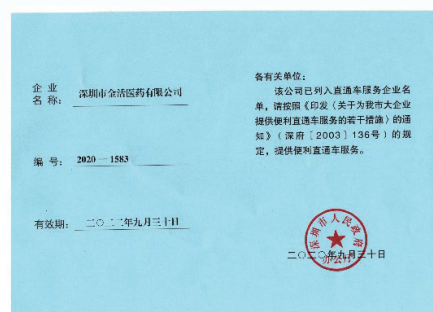 企业
名称： 深圳市金活医药有限公司
编号： 2020—1583
有效期： 二〇二二年九月三十日
各有关单位：
该公司已列入直通车服务企业名
单，请按照《印发〈关于为我市大企业
提供便利直通车服务的若干措施〉的通
知》（深府［2003］136号）的规
定，提供便利直通车服务。
深圳市人民政府
办公厅
二〇二〇年九月三十日